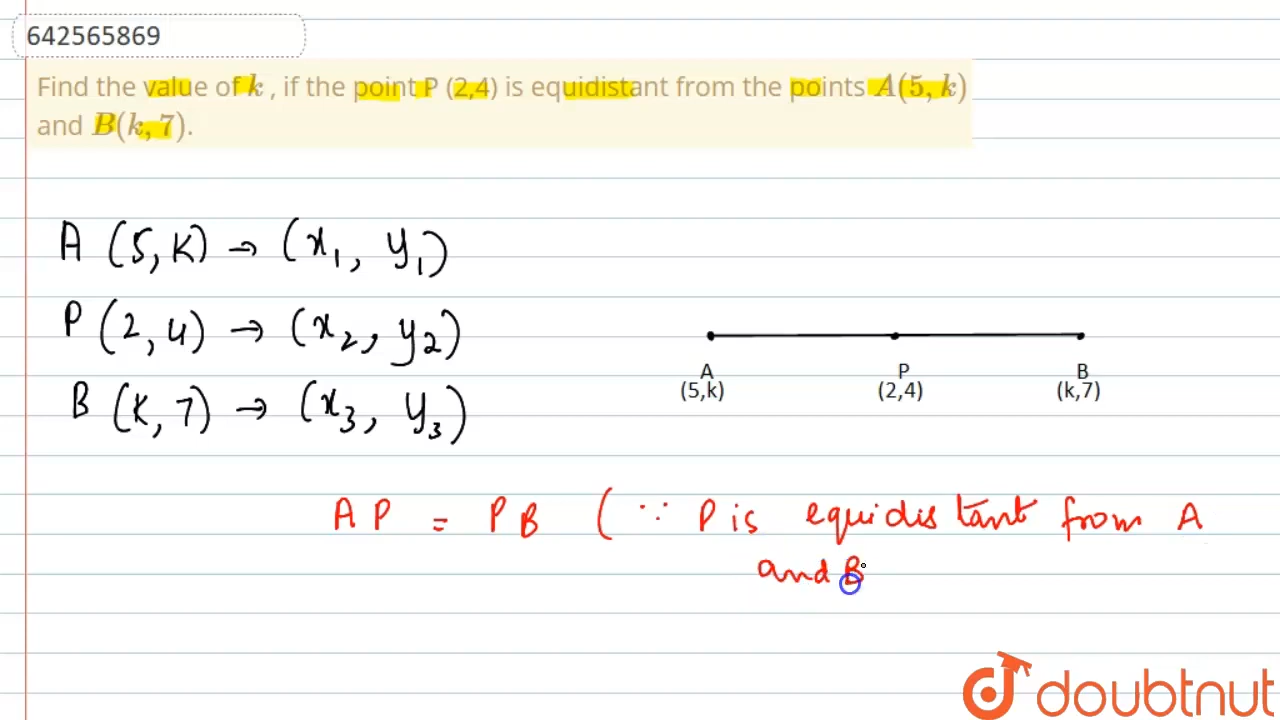 642565869
Find the value of k , if the point P (2,4) is equidistant from the points A(5, k)
and B(k, 7).
A (5, K) → (x1, y1)
P (2, 4) → (x2, y2)
B (K, 7) → (x3, y3)
A P B
(5,k) (2,4) (k,7)
AP = PB (∵ P is equidistant from A
and B
doubtnut